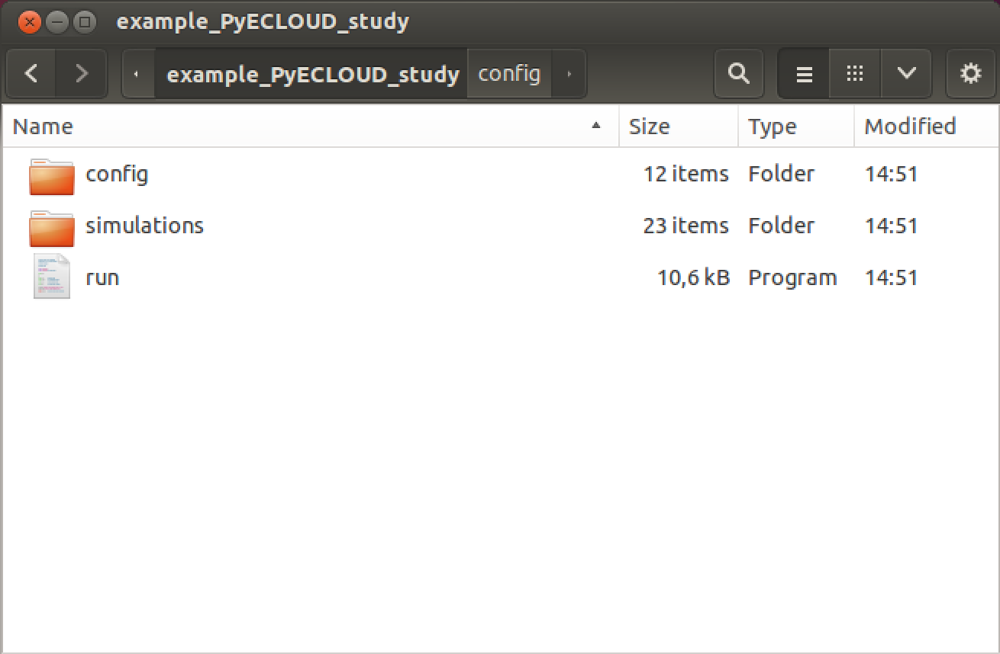 example_PyECLOUD_study
example_PyECLOUD_study config
Name Size Type Modified
config 12 items Folder 14:51
simulations 23 items Folder 14:51
run 10,6 kB Program 14:51